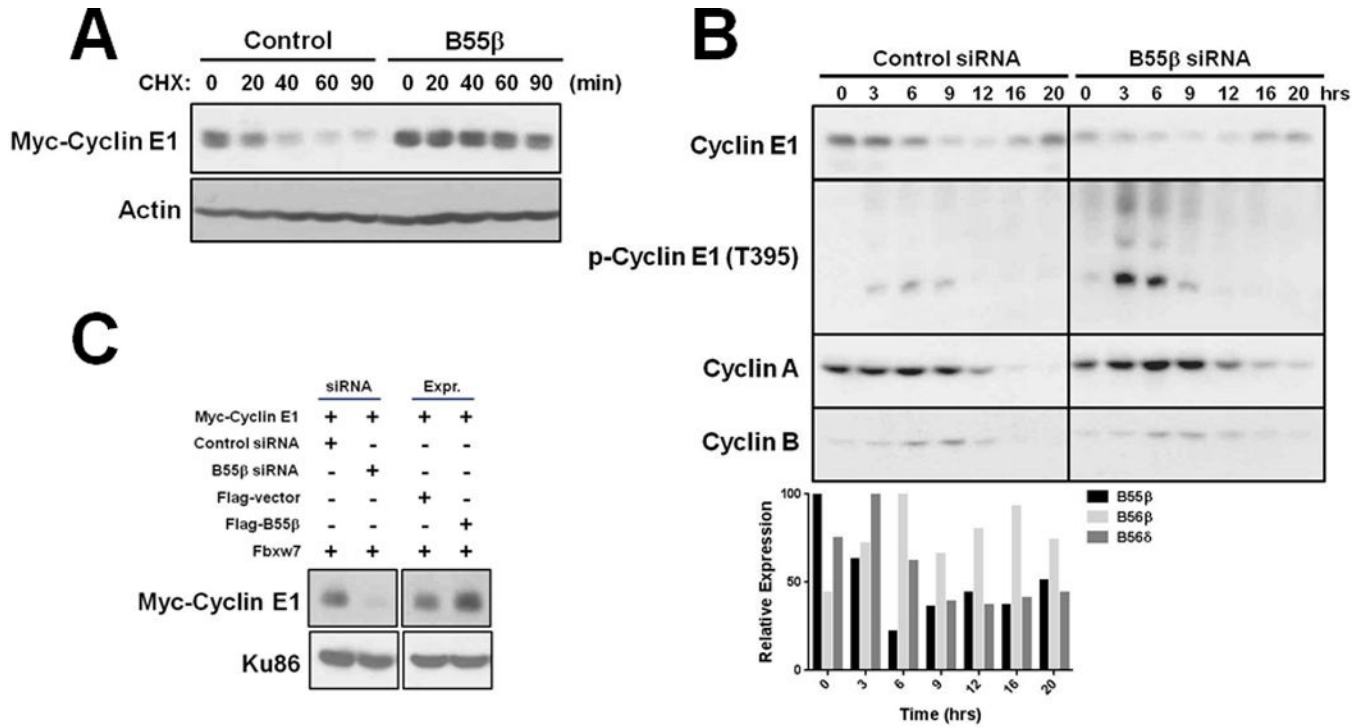 A
Control B55β
CHX: 0 20 40 60 90 0 20 40 60 90 (min)
Myc-Cyclin E1
Actin
B
Control siRNA B55β siRNA
0 3 6 9 12 16 20 0 3 6 9 12 16 20 hrs
Cyclin E1
p-Cyclin E1 (T395)
Cyclin A
Cyclin B
100
50
0
Relative Expression
0 3 6 9 12 16 20
Time (hrs)
B55β
B56β
B56δ
C
siRNA Expr.
Myc-Cyclin E1 + + + +
Control siRNA + - - -
B55β siRNA - + - -
Flag-vector - - + -
Flag-B55β - - - +
Fbxw7 + + + +
Myc-Cyclin E1
Ku86